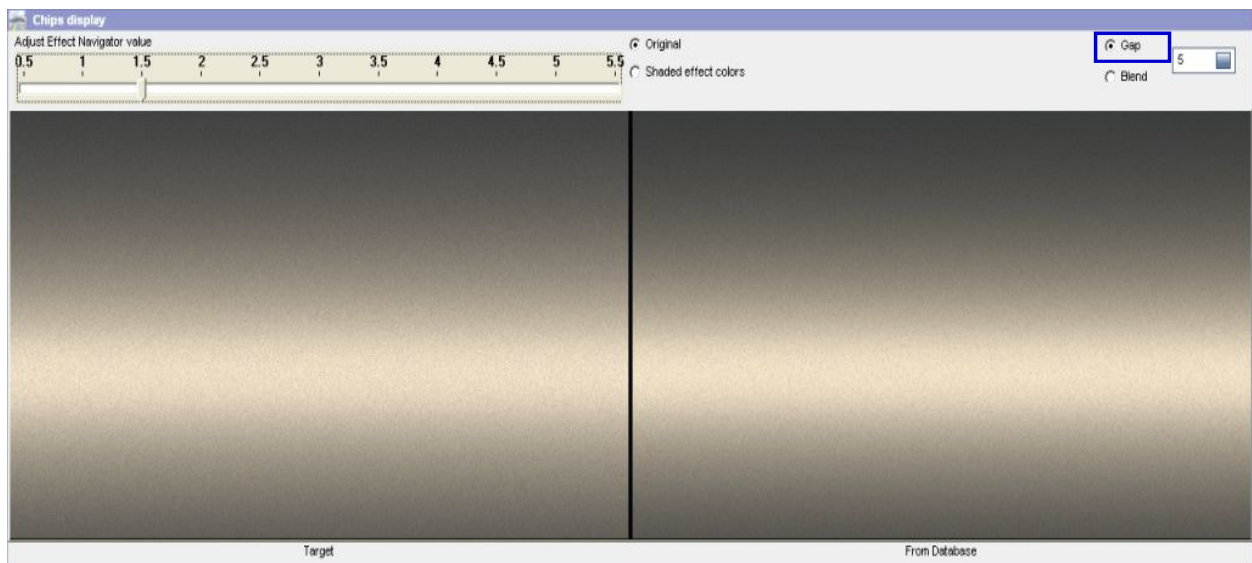 Chips display
Adjust Effect Navigator value
0.5 1 1.5 2 2.5 3 3.5 4 4.5 5 5.5
Original
Shaded effect colors
Gap
5
Blend
Target
From Database